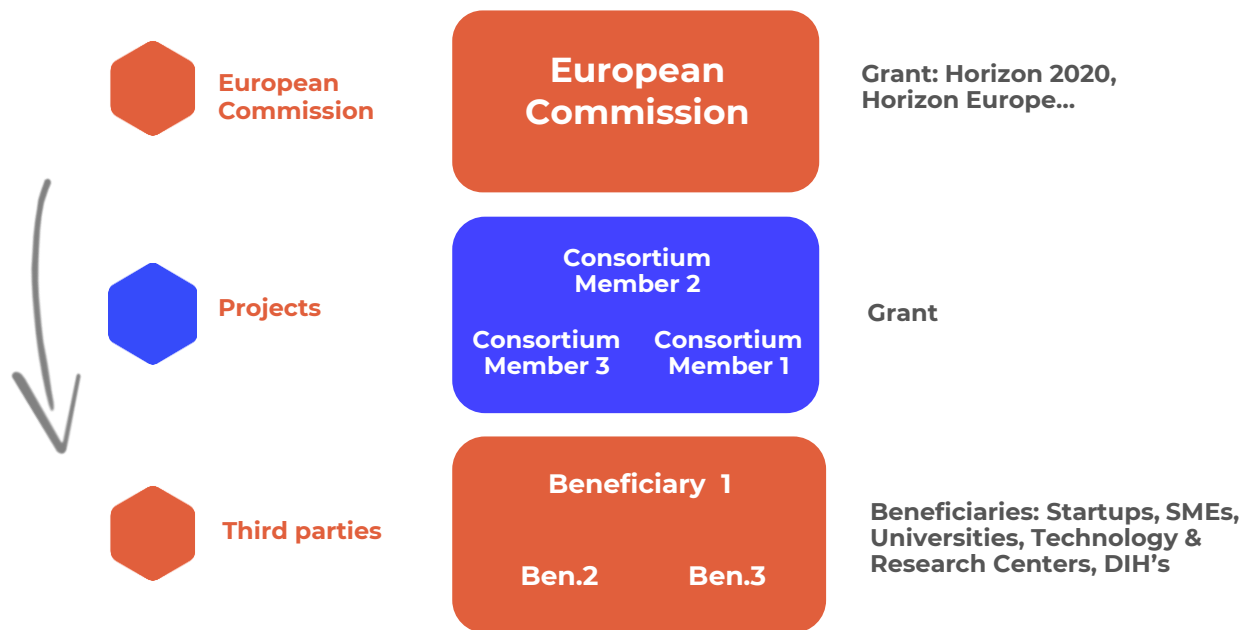 European
Commission
European
Commission
Grant: Horizon 2020,
Horizon Europe...
Projects
Consortium
Member 2
Consortium
Member 3
Consortium
Member 1
Grant
Third parties
Beneficiary 1
Ben.2
Ben.3
Beneficiaries: Startups, SMEs,
Universities, Technology &
Research Centers, DIH’s